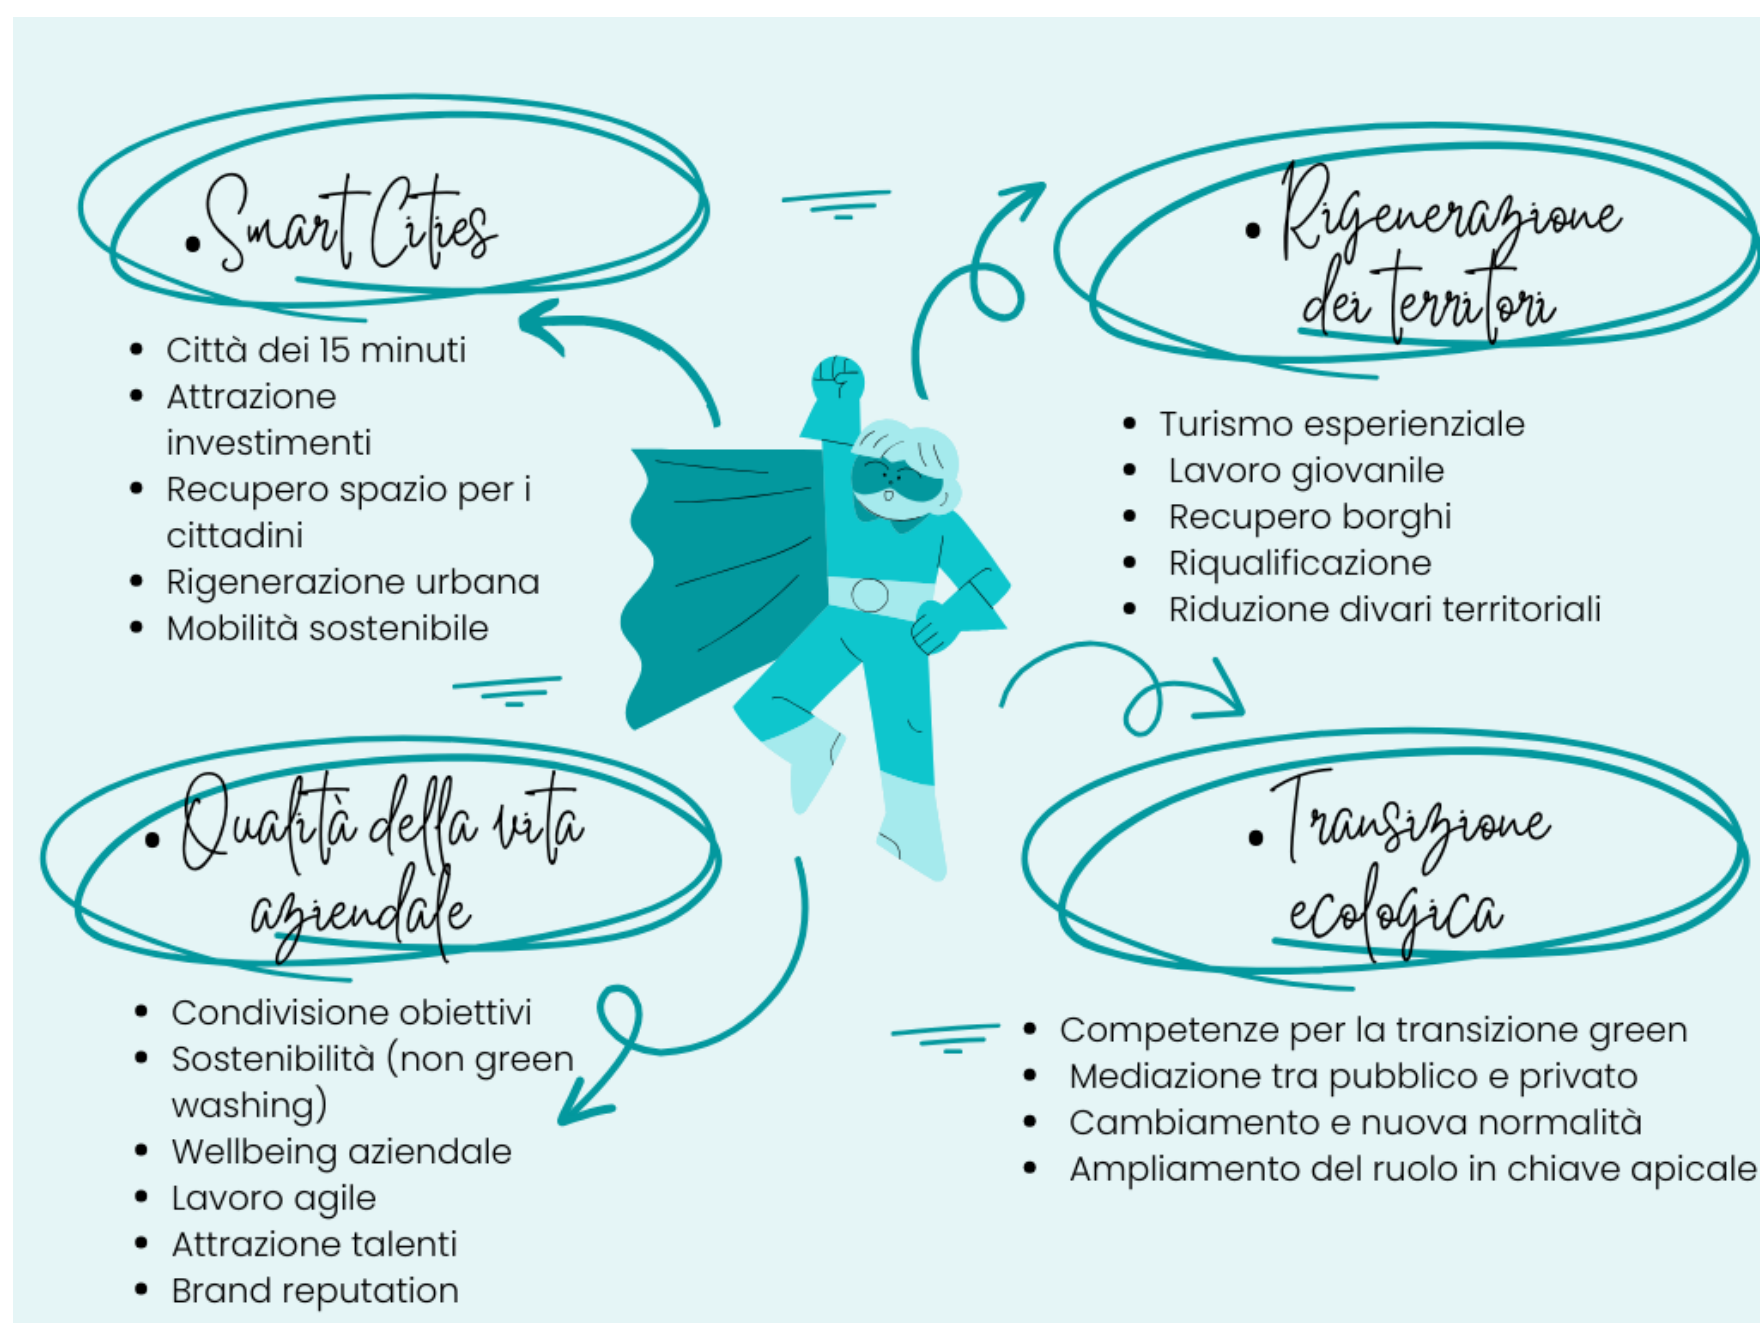 • Smart Cities
• Città dei 15 minuti
• Attrazione
investimenti
• Recupero spazio per i
cittadini
• Rigenerazione urbana
• Mobilità sostenibile
• Rigenerazione
dei territori
• Turismo esperienziale
• Lavoro giovanile
• Recupero borghi
• Riqualificazione
• Riduzione divari territoriali
• Qualità della vita
aziendale
• Condivisione obiettivi
• Sostenibilità (non green
washing)
• Wellbeing aziendale
• Lavoro agile
• Attrazione talenti
• Brand reputation
• Transizione
ecologica
• Competenze per la transizione green
• Mediazione tra pubblico e privato
• Cambiamento e nuova normalità
• Ampliamento del ruolo in chiave apicale